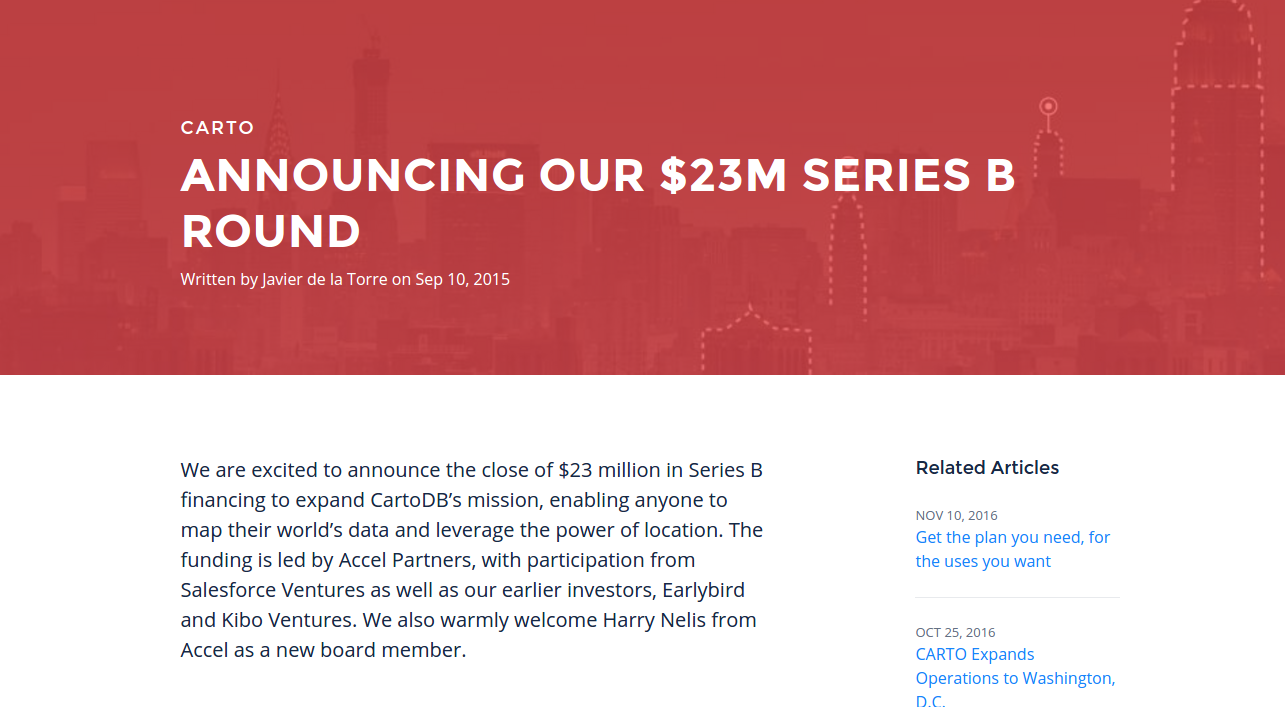 CARTO
ANNOUNCING OUR $23M SERIES B
ROUND
Written by Javier de la Torre on Sep 10, 2015
We are excited to announce the close of $23 million in Series B
financing to expand CartoDB’s mission, enabling anyone to
map their world’s data and leverage the power of location. The
funding is led by Accel Partners, with participation from
Salesforce Ventures as well as our earlier investors, Earlybird
and Kibo Ventures. We also warmly welcome Harry Nelis from
Accel as a new board member.
Related Articles
NOV 10, 2016
Get the plan you need, for
the uses you want
OCT 25, 2016
CARTO Expands
Operations to Washington,
D.C.